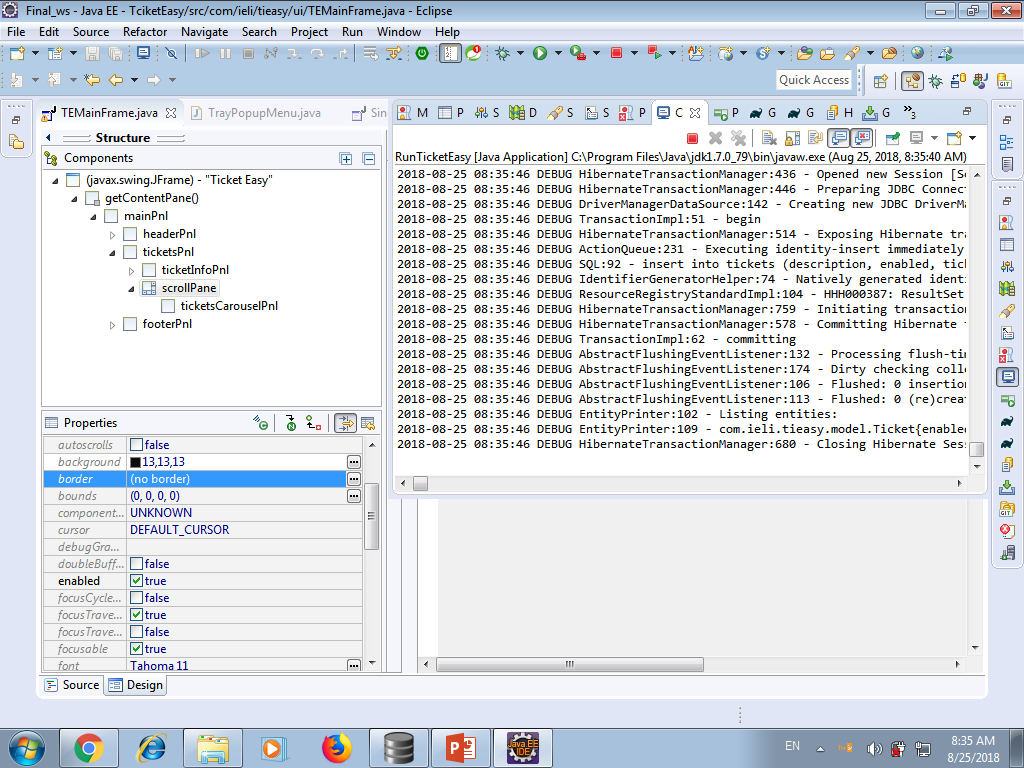 Final_ws - Java EE - TciketEasy/src/com/ieli/tieasy/ui/TEMainFrame.java - Eclipse
File Edit Source Refactor Navigate Search Project Run Window Help
Quick Access
TEMainFrame.java
TrayPopupMenu.java
Sin
M P S D S S P C P G G H G 3
Structure
Components
(javax.swing.JFrame) - "Ticket Easy"
getContentPane()
mainPnl
headerPnl
ticketsPnl
ticketInfoPnl
scrollPane
ticketsCarouselPnl
footerPnl
RunTicketEasy [Java Application] C:\Program Files\Java\jdk1.7.0_79\bin\javaw.exe (Aug 25, 2018, 8:35:40 AM)
2018-08-25 08:35:46 DEBUG HibernateTransactionManager:436 - Opened new Session [Se
2018-08-25 08:35:46 DEBUG HibernateTransactionManager:446 - Preparing JDBC Connect
2018-08-25 08:35:46 DEBUG DriverManagerDataSource:142 - Creating new JDBC DriverMa
2018-08-25 08:35:46 DEBUG TransactionImpl:51 - begin
2018-08-25 08:35:46 DEBUG HibernateTransactionManager:514 - Exposing Hibernate tra
2018-08-25 08:35:46 DEBUG ActionQueue:231 - Executing identity-insert immediately
2018-08-25 08:35:46 DEBUG SQL:92 - insert into tickets (description, enabled, tick
2018-08-25 08:35:46 DEBUG IdentifierGeneratorHelper:74 - Natively generated identi
2018-08-25 08:35:46 DEBUG ResourceRegistryStandardImpl:104 - HHH000387: ResultSet
2018-08-25 08:35:46 DEBUG HibernateTransactionManager:759 - Initiating transaction
2018-08-25 08:35:46 DEBUG HibernateTransactionManager:578 - Committing Hibernate t
2018-08-25 08:35:46 DEBUG TransactionImpl:62 - committing
2018-08-25 08:35:46 DEBUG AbstractFlushingEventListener:132 - Processing flush-tim
2018-08-25 08:35:46 DEBUG AbstractFlushingEventListener:174 - Dirty checking colle
2018-08-25 08:35:46 DEBUG AbstractFlushingEventListener:106 - Flushed: 0 insertion
2018-08-25 08:35:46 DEBUG AbstractFlushingEventListener:113 - Flushed: 0 (re)creat
2018-08-25 08:35:46 DEBUG EntityPrinter:102 - Listing entities:
2018-08-25 08:35:46 DEBUG EntityPrinter:109 - com.ieli.tieasy.model.Ticket{enabled
2018-08-25 08:35:46 DEBUG HibernateTransactionManager:680 - Closing Hibernate Sess
Properties
autoscrolls false
background 13,13,13
border (no border)
bounds (0, 0, 0, 0)
component... UNKNOWN
cursor DEFAULT_CURSOR
debugGra...
doubleBuff... false
enabled true
focusCycle... false
focusTrave... true
focusTrave... false
focusable true
font Tahoma 11
Source Design
EN
8:35 AM
8/25/2018